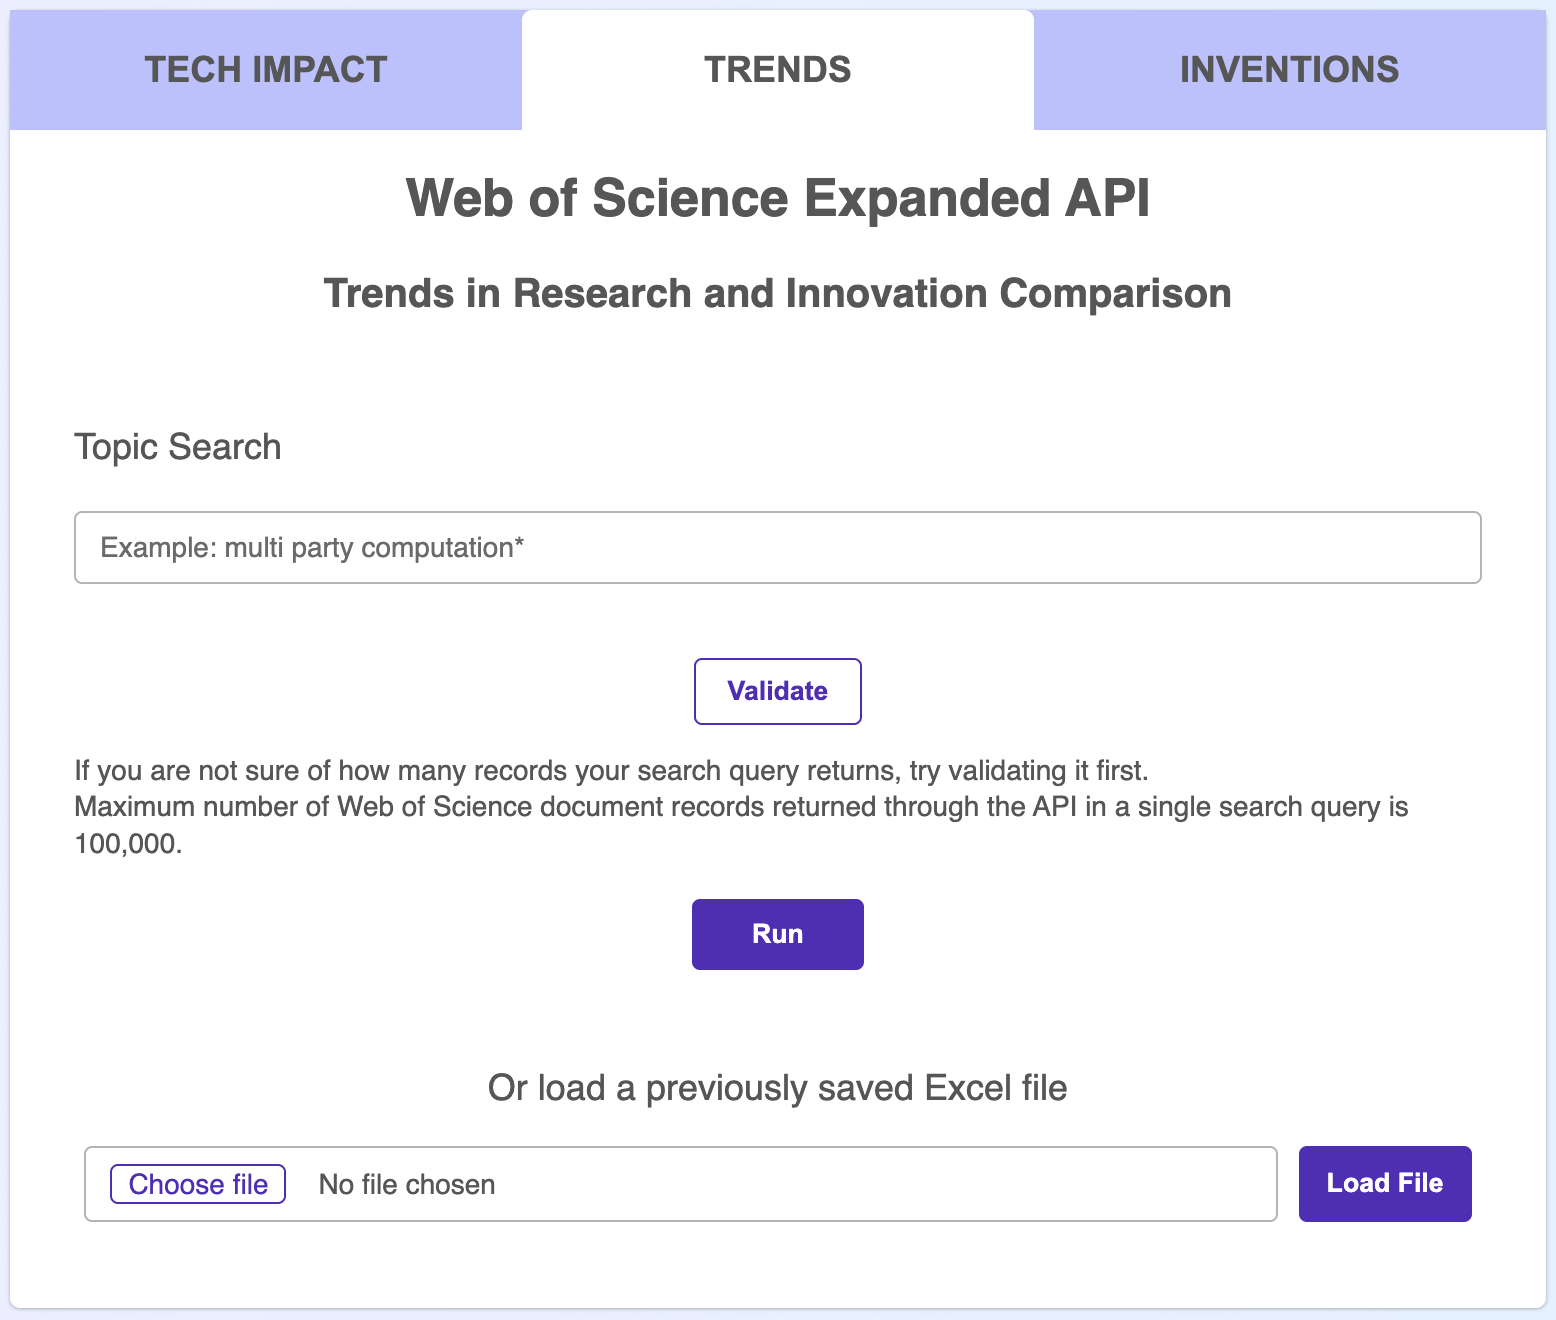 TECH IMPACT
TRENDS
INVENTIONS
Web of Science Expanded API
Trends in Research and Innovation Comparison
Topic Search
Example: multi party computation*
Validate
If you are not sure of how many records your search query returns, try validating it first.
Maximum number of Web of Science document records returned through the API in a single search query is
100,000.
Run
Or load a previously saved Excel file
Choose file
No file chosen
Load File